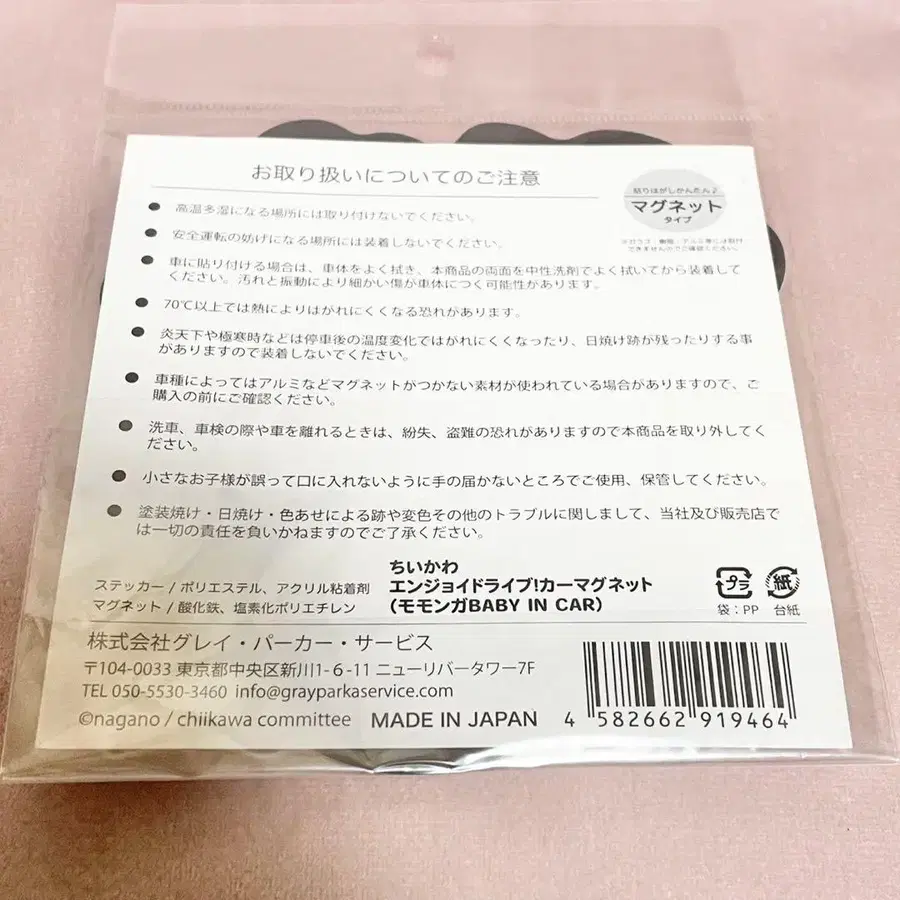 お取り扱いについてのご注意
貼りはがしかんたん♪
マグネット
タイプ
● 高温多湿になる場所には取り付けないでください。
● 安全運転の妨げになる場所には装着しないでください。
● 車に貼り付ける場合は、車体をよく拭き、本商品の両面を中性洗剤でよく拭いてから装着して
ください。汚れと振動により細かい傷が車体につく可能性があります。
● 70℃以上では熱によりはがれにくくなる恐れがあります。
● 炎天下や極寒時などは停車後の温度変化ではがれにくくなったり、日焼け跡が残ったりする事
がありますので装着しないでください。
● 車種によってはアルミなどマグネットがつかない素材が使われている場合がありますので、ご
購入の前にご確認ください。
● 洗車、車検の際や車を離れるときは、紛失、盗難の恐れがありますので本商品を取り外してく
ださい。
● 小さなお子様が誤って口に入れないように手の届かないところでご使用、保管してください。
● 塗装焼け・日焼け・色あせによる跡や変色その他のトラブルに関しまして、当社及び販売店で
は一切の責任を負いかねますのでご了承ください。
ステッカー / ポリエステル、アクリル粘着剤
マグネット / 酸化鉄、塩素化ポリエチレン
ちいかわ
エンジョイドライブ!カーマグネット
(モモンガBABY IN CAR)
プラ
袋:PP
紙
台紙
株式会社グレイ・パーカー・サービス
〒104-0033 東京都中央区新川1-6-11 ニューリバータワー7F
TEL 050-5530-3460 info@grayparkaservice.com
©nagano / chiikawa committee MADE IN JAPAN
4 582662 919464